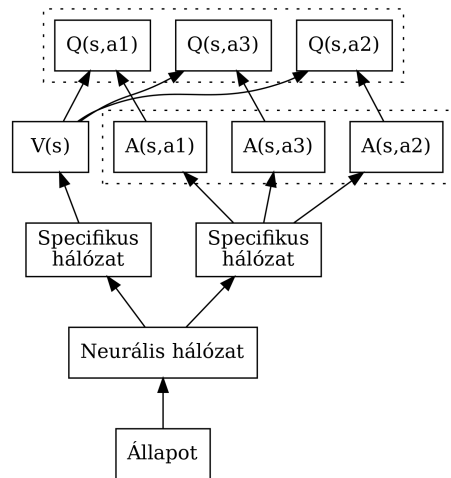 Q(s,a1)
Q(s,a3)
Q(s,a2)
V(s)
A(s,a1)
A(s,a3)
A(s,a2)
Specifikus
hálózat
Specifikus
hálózat
Neurális hálózat
Állapot